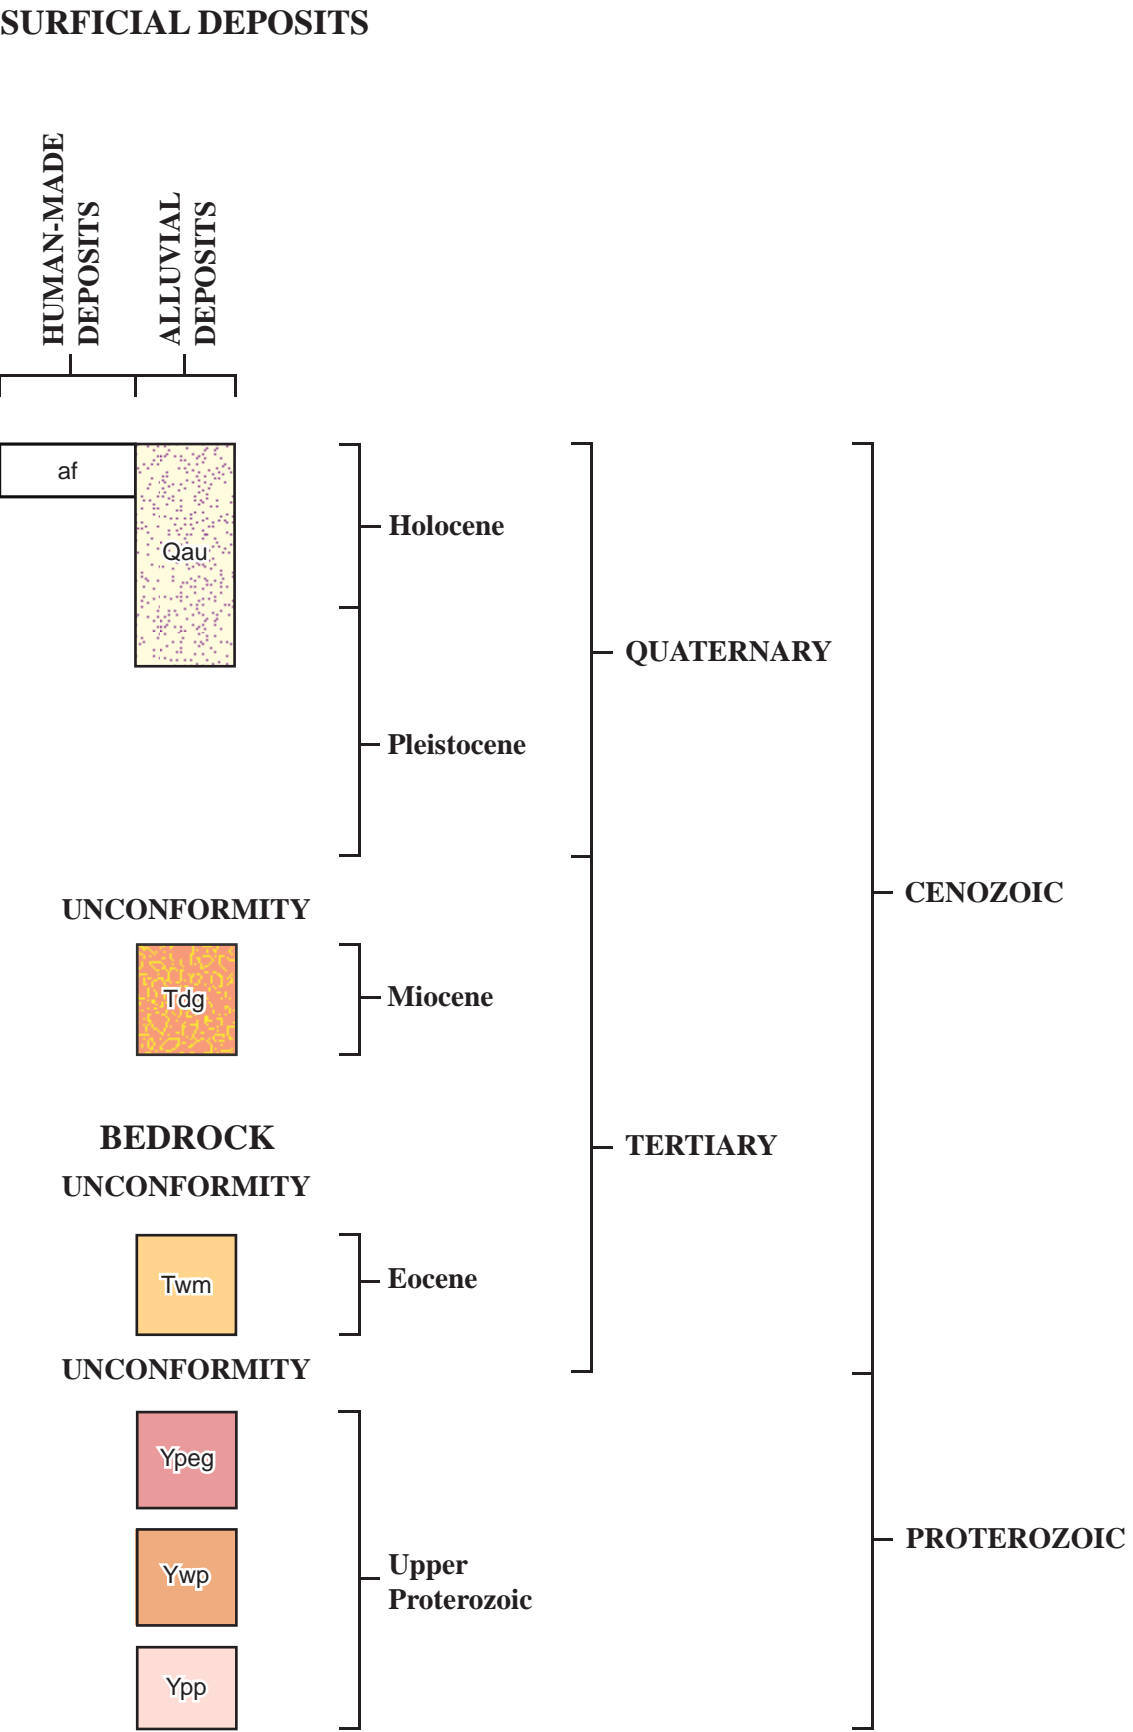 SURFICIAL DEPOSITS
HUMAN-MADE
DEPOSITS
ALLUVIAL
DEPOSITS
af
Qau
Holocene
QUATERNARY
Pleistocene
CENOZOIC
UNCONFORMITY
Tdg
Miocene
BEDROCK
TERTIARY
UNCONFORMITY
Twm
Eocene
UNCONFORMITY
Ypeg
PROTEROZOIC
Ywp
Upper
Proterozoic
Ypp